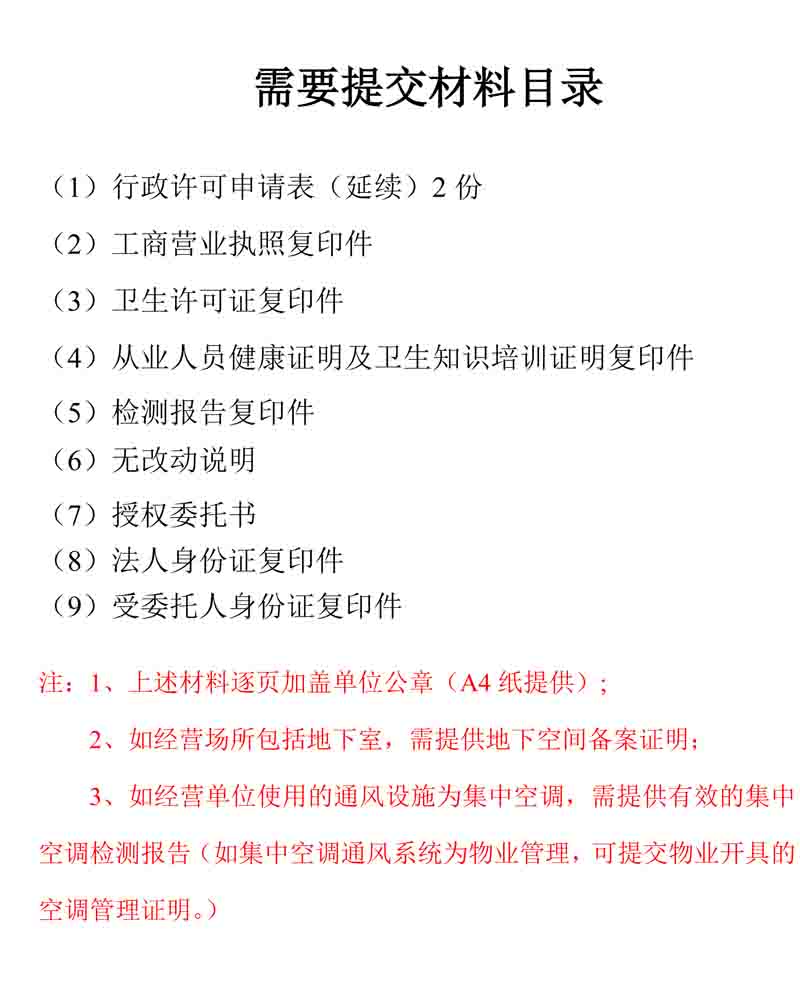 需要提交材料目录
（1）行政许可申请表（延续）2 份
（2）工商营业执照复印件
（3）卫生许可证复印件
（4）从业人员健康证明及卫生知识培训证明复印件
（5）检测报告复印件
（6）无改动说明
（7）授权委托书
（8）法人身份证复印件
（9）受委托人身份证复印件
注：1、上述材料逐页加盖单位公章（A4 纸提供）;
2、如经营场所包括地下室，需提供地下空间备案证明；
3、如经营单位使用的通风设施为集中空调，需提供有效的集中
空调检测报告（如集中空调通风系统为物业管理，可提交物业开具的
空调管理证明。）